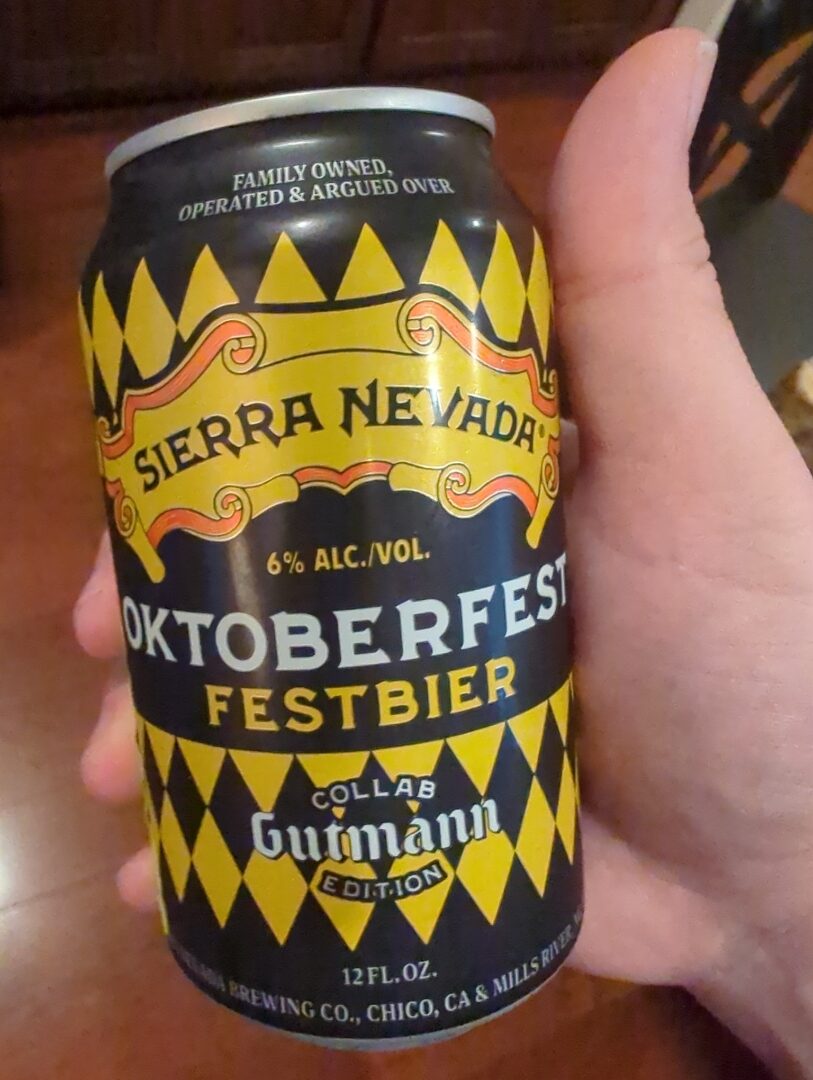 FAMILY OWNED,
OPERATED & ARGUED OVER
SIERRA NEVADA®
6% ALC./VOL.
OKTOBERFEST
FESTBIER
COLLAB
Gutmann
EDITION
12 FL. OZ.
BREWING CO., CHICO, CA & MILLS RIVER,